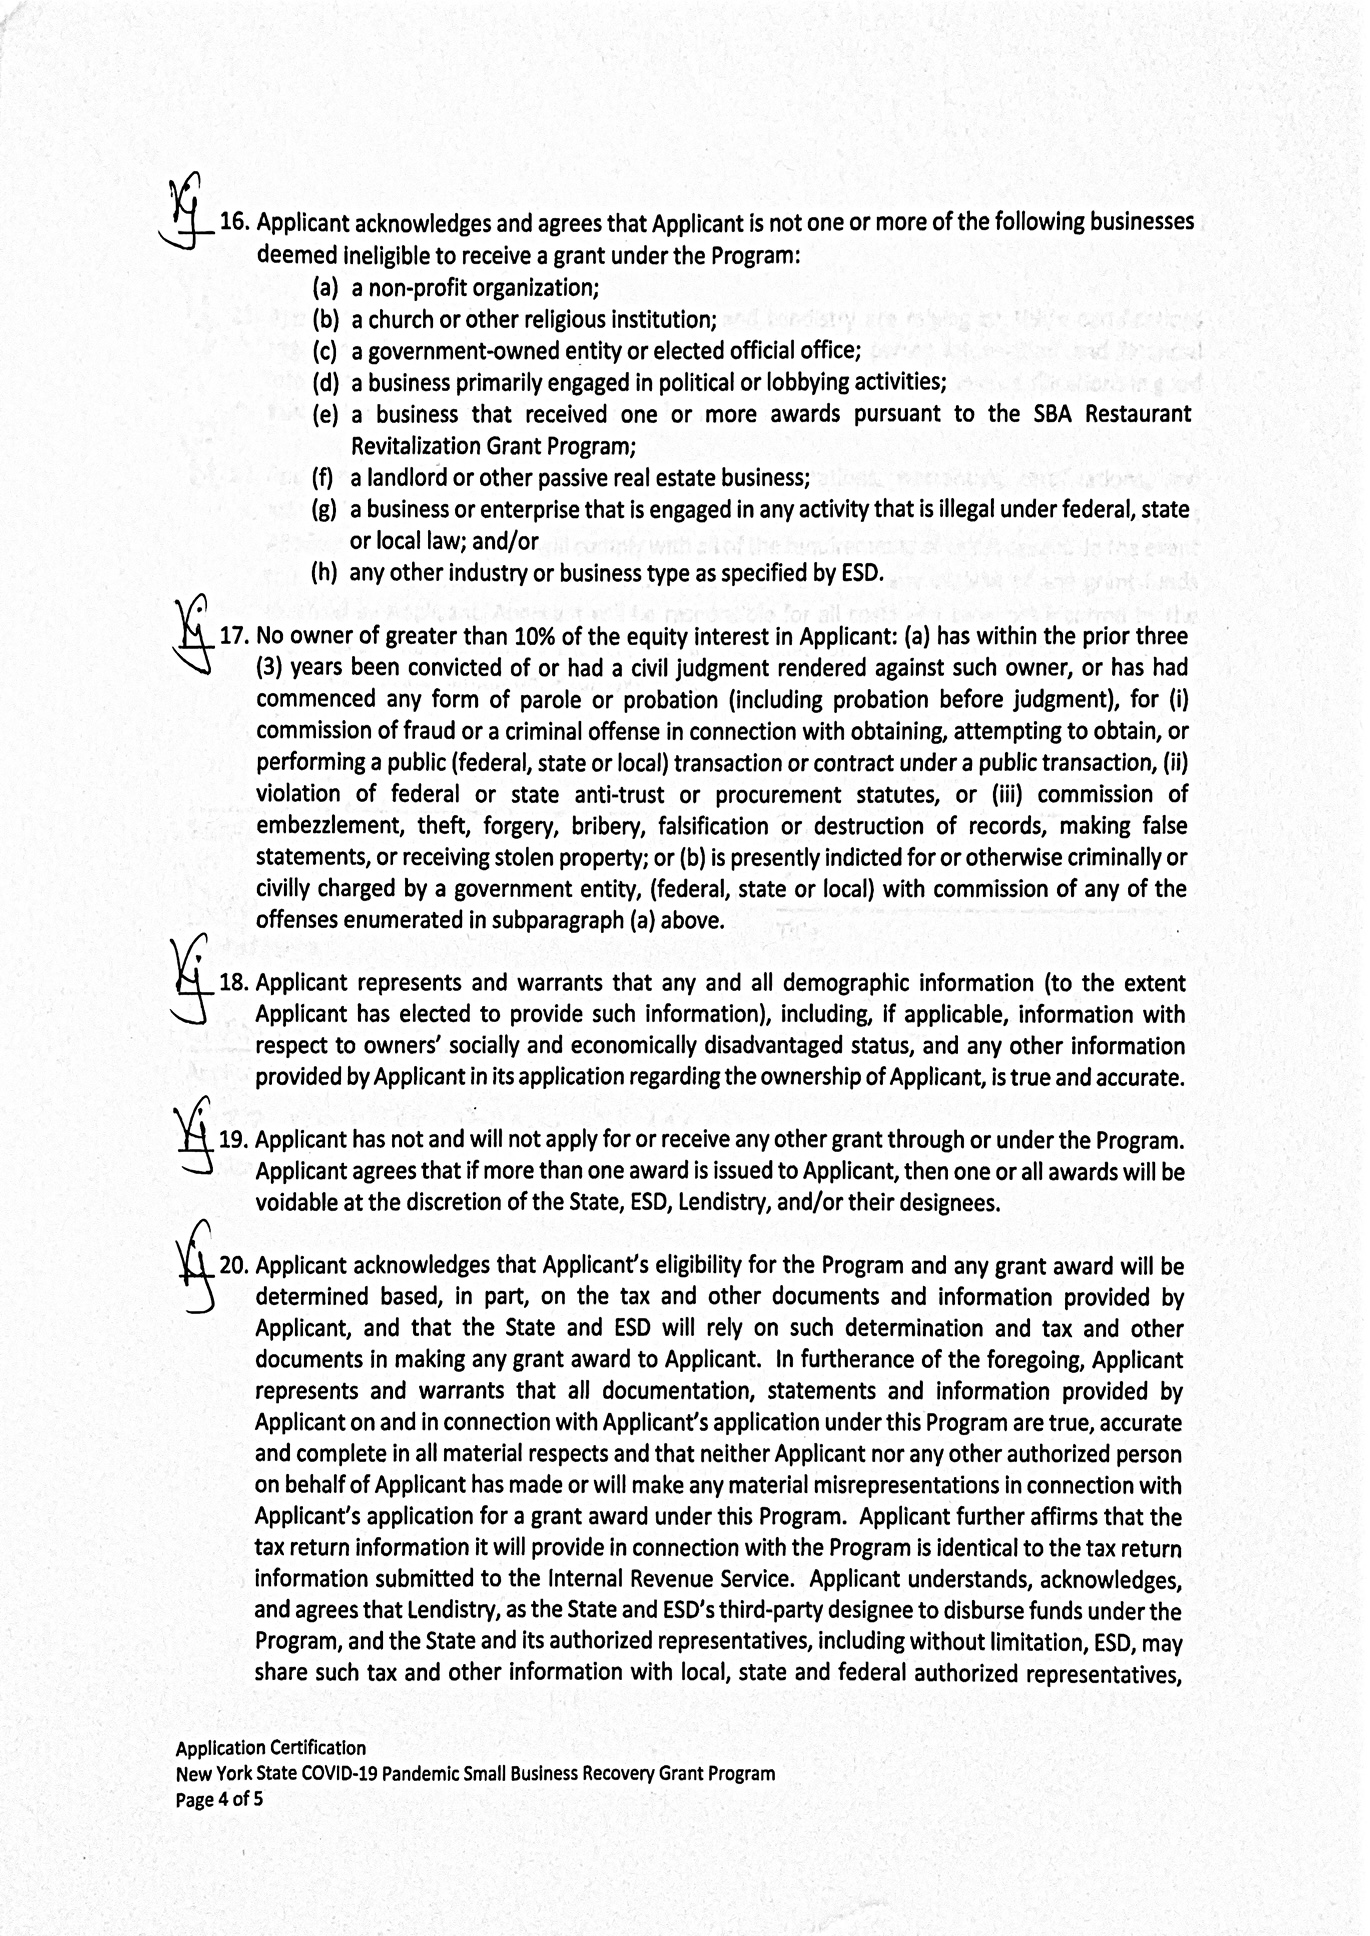 16. Applicant acknowledges and agrees that Applicant is not one or more of the following businesses
deemed ineligible to receive a grant under the Program:
(a) a non-profit organization;
(b) a church or other religious institution;
(c) a government-owned entity or elected official office;
(d) a business primarily engaged in political or lobbying activities;
(e) a business that received one or more awards pursuant to the SBA Restaurant
Revitalization Grant Program;
(f) a landlord or other passive real estate business;
(g) a business or enterprise that is engaged in any activity that is illegal under federal, state
or local law; and/or
(h) any other industry or business type as specified by ESD.
17. No owner of greater than 10% of the equity interest in Applicant: (a) has within the prior three
(3) years been convicted of or had a civil judgment rendered against such owner, or has had
commenced any form of parole or probation (including probation before judgment), for (i)
commission of fraud or a criminal offense in connection with obtaining, attempting to obtain, or
performing a public (federal, state or local) transaction or contract under a public transaction, (ii)
violation of federal or state anti-trust or procurement statutes, or (iii) commission of
embezzlement, theft, forgery, bribery, falsification or destruction of records, making false
statements, or receiving stolen property; or (b) is presently indicted for or otherwise criminally or
civilly charged by a government entity, (federal, state or local) with commission of any of the
offenses enumerated in subparagraph (a) above.
18. Applicant represents and warrants that any and all demographic information (to the extent
Applicant has elected to provide such information), including, if applicable, information with
respect to owners' socially and economically disadvantaged status, and any other information
provided by Applicant in its application regarding the ownership of Applicant, is true and accurate.
19. Applicant has not and will not apply for or receive any other grant through or under the Program.
Applicant agrees that if more than one award is issued to Applicant, then one or all awards will be
voidable at the discretion of the State, ESD, Lendistry, and/or their designees.
20. Applicant acknowledges that Applicant's eligibility for the Program and any grant award will be
determined based, in part, on the tax and other documents and information provided by
Applicant, and that the State and ESD will rely on such determination and tax and other
documents in making any grant award to Applicant. In furtherance of the foregoing, Applicant
represents and warrants that all documentation, statements and information provided by
Applicant on and in connection with Applicant's application under this Program are true, accurate
and complete in all material respects and that neither Applicant nor any other authorized person
on behalf of Applicant has made or will make any material misrepresentations in connection with
Applicant's application for a grant award under this Program. Applicant further affirms that the
tax return information it will provide in connection with the Program is identical to the tax return
information submitted to the Internal Revenue Service. Applicant understands, acknowledges,
and agrees that Lendistry, as the State and ESD's third-party designee to disburse funds under the
Program, and the State and its authorized representatives, including without limitation, ESD, may
share such tax and other information with local, state and federal authorized representatives,
Application Certification
New York State COVID-19 Pandemic Small Business Recovery Grant Program
Page 4 of 5